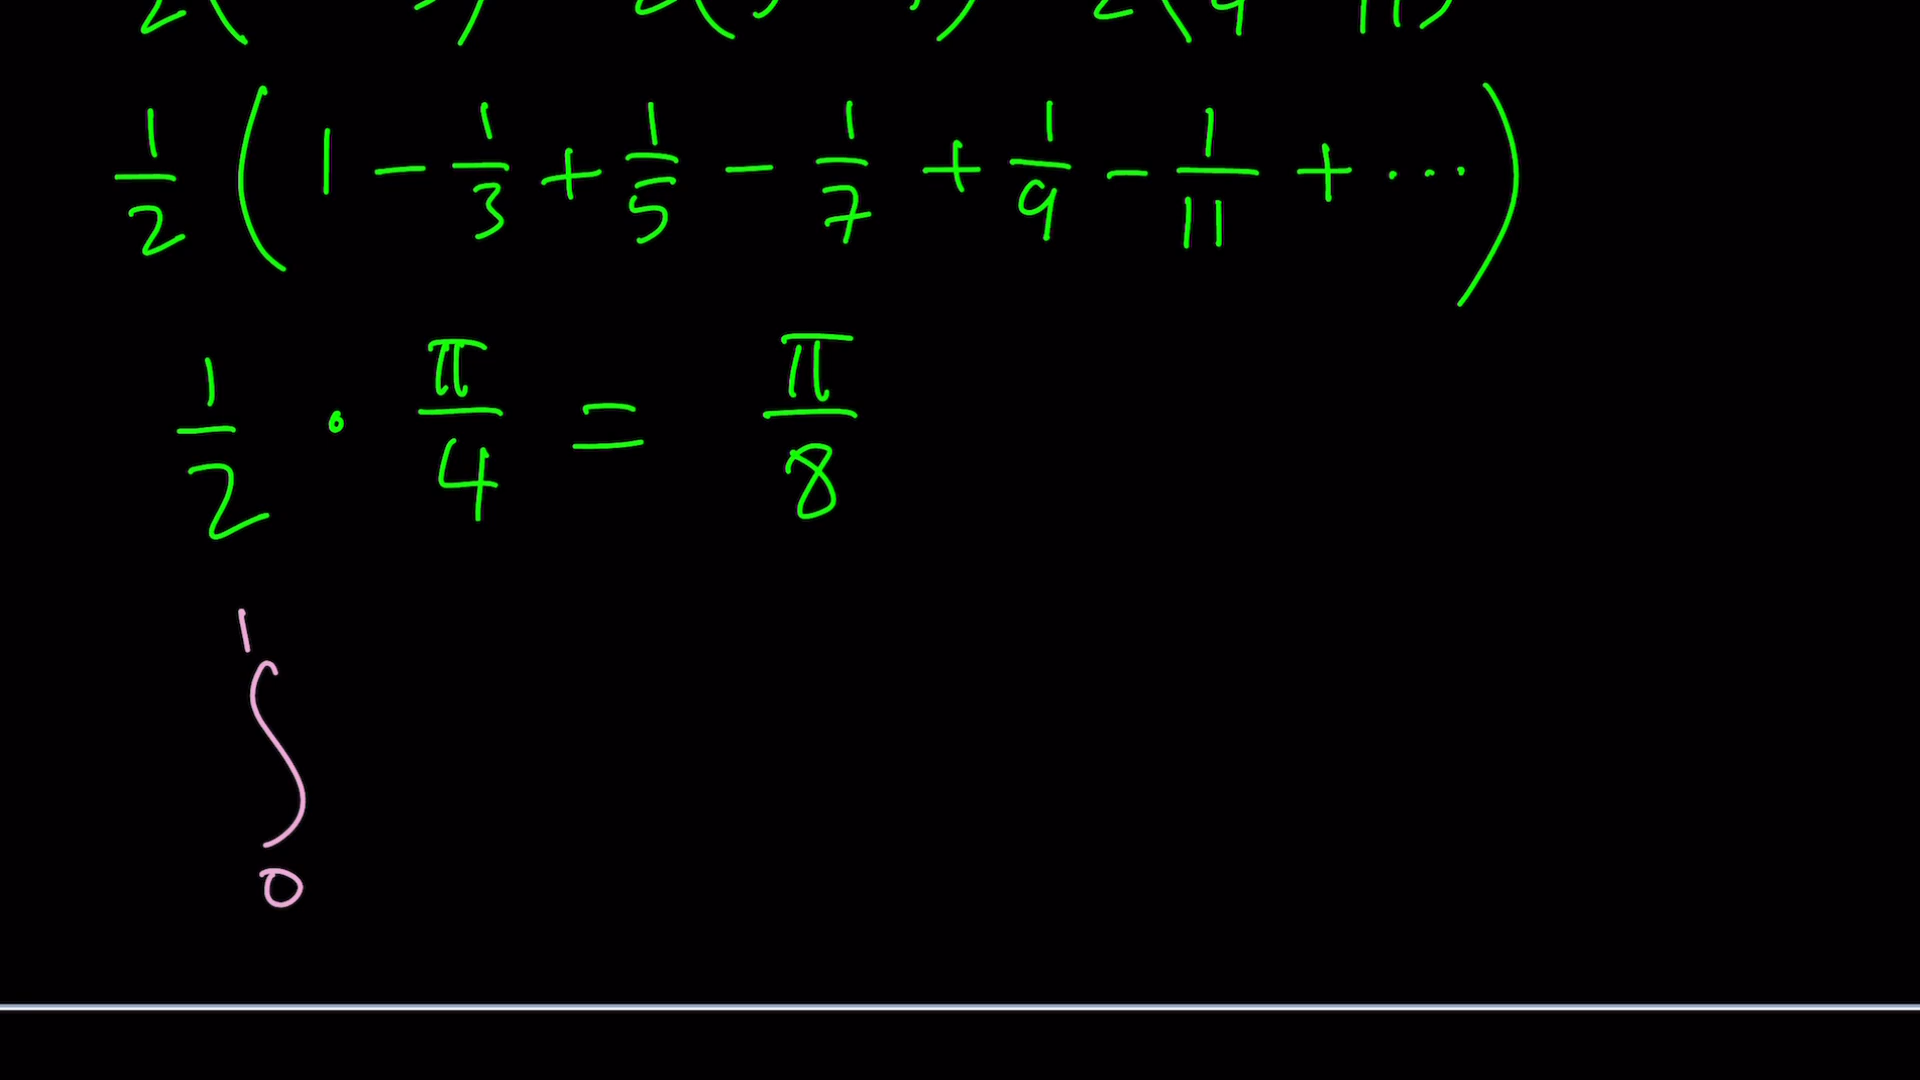 1/2 ( 1 - 1/3 + 1/5 - 1/7 + 1/9 - 1/11 + ··· )
1/2 · π/4 = π/8
∫₀¹